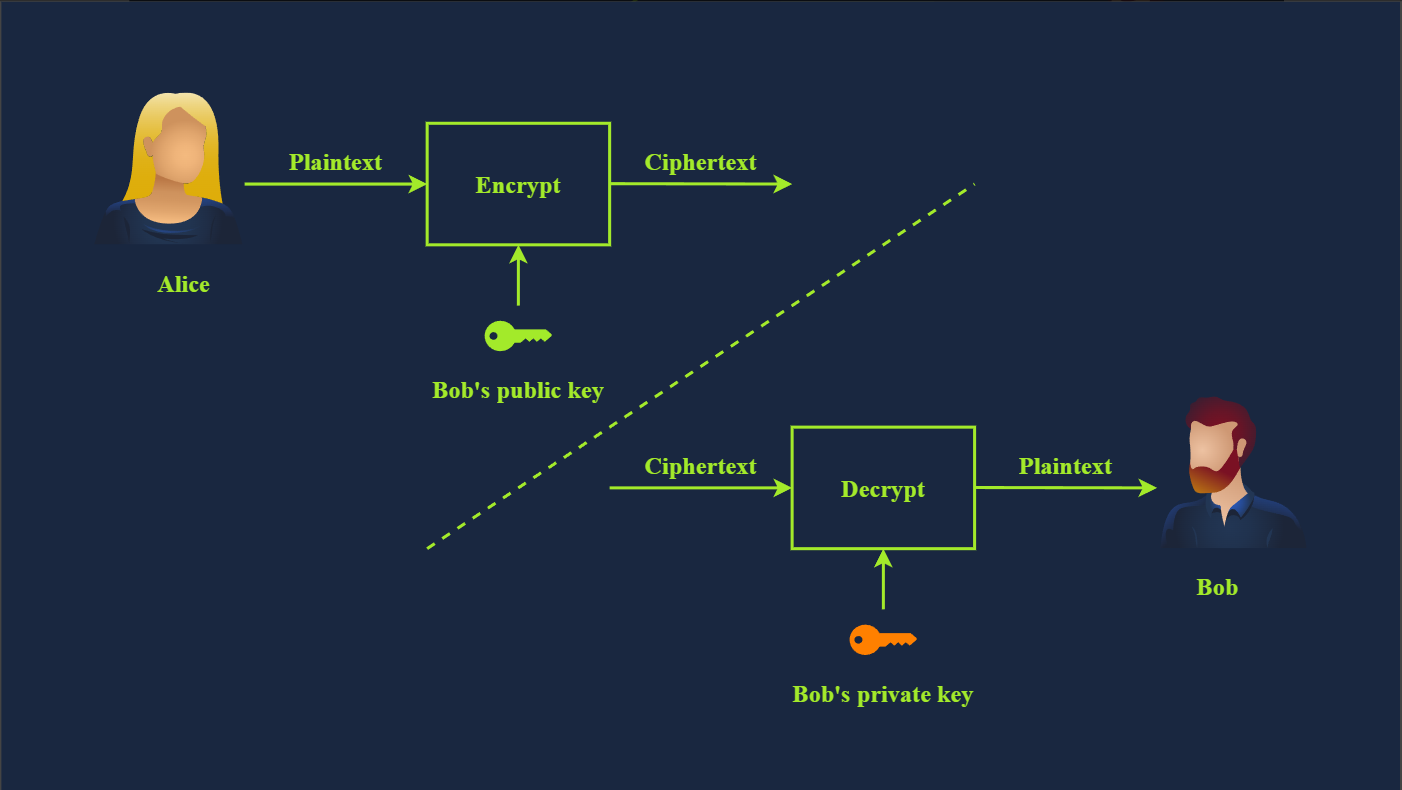 Plaintext
Encrypt
Ciphertext
Alice
Bob's public key
Ciphertext
Decrypt
Plaintext
Bob
Bob's private key